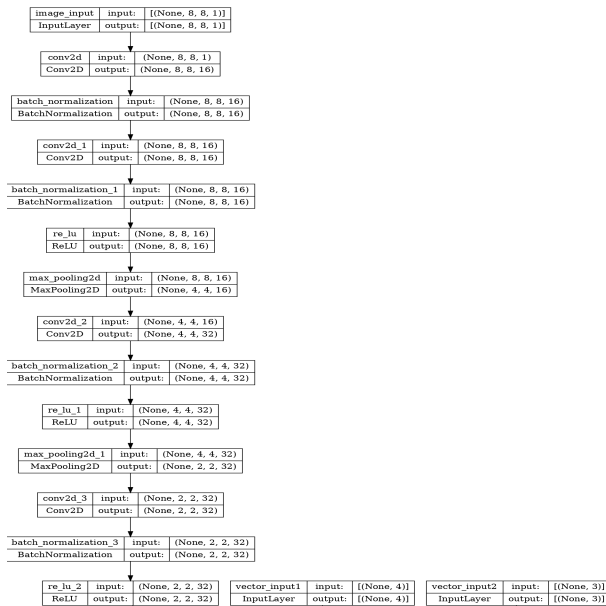 image_input input: [(None, 8, 8, 1)]
InputLayer output: [(None, 8, 8, 1)]
conv2d input: (None, 8, 8, 1)
Conv2D output: (None, 8, 8, 16)
batch_normalization input: (None, 8, 8, 16)
BatchNormalization output: (None, 8, 8, 16)
conv2d_1 input: (None, 8, 8, 16)
Conv2D output: (None, 8, 8, 16)
batch_normalization_1 input: (None, 8, 8, 16)
BatchNormalization output: (None, 8, 8, 16)
re_lu input: (None, 8, 8, 16)
ReLU output: (None, 8, 8, 16)
max_pooling2d input: (None, 8, 8, 16)
MaxPooling2D output: (None, 4, 4, 16)
conv2d_2 input: (None, 4, 4, 16)
Conv2D output: (None, 4, 4, 32)
batch_normalization_2 input: (None, 4, 4, 32)
BatchNormalization output: (None, 4, 4, 32)
re_lu_1 input: (None, 4, 4, 32)
ReLU output: (None, 4, 4, 32)
max_pooling2d_1 input: (None, 4, 4, 32)
MaxPooling2D output: (None, 2, 2, 32)
conv2d_3 input: (None, 2, 2, 32)
Conv2D output: (None, 2, 2, 32)
batch_normalization_3 input: (None, 2, 2, 32)
BatchNormalization output: (None, 2, 2, 32)
re_lu_2 input: (None, 2, 2, 32)
ReLU output: (None, 2, 2, 32)
vector_input1 input: [(None, 4)]
InputLayer output: [(None, 4)]
vector_input2 input: [(None, 3)]
InputLayer output: [(None, 3)]